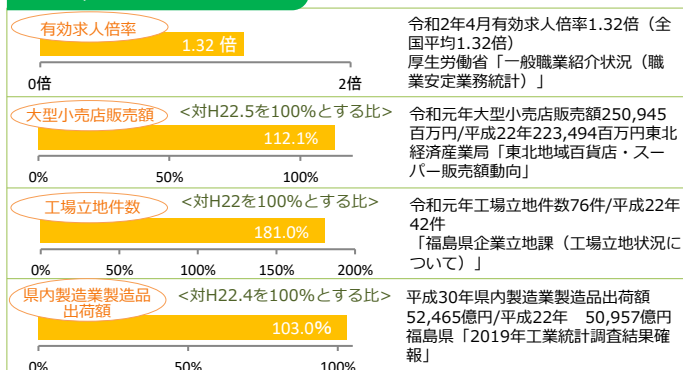 有効求人倍率
1.32 倍
0倍
2倍
令和2年4月有効求人倍率1.32倍（全
国平均1.32倍）
厚生労働省「一般職業紹介状況（職
業安定業務統計）」
大型小売店販売額
<対H22.5を100%とする比>
112.1%
0%
50%
100%
令和元年大型小売店販売額250,945
百万円/平成22年223,494百万円東北
経済産業局「東北地域百貨店・スー
パー販売額動向」
工場立地件数
<対H22を100%とする比>
181.0%
0%
50%
100%
150%
200%
令和元年工場立地件数76件/平成22年
42件
「福島県企業立地課（工場立地状況に
ついて）」
県内製造業製造品
出荷額
<対H22.4を100%とする比>
103.0%
0%
50%
100%
平成30年県内製造業製造品出荷額
52,465億円/平成22年　50,957億円
福島県「2019年工業統計調査結果確
報」